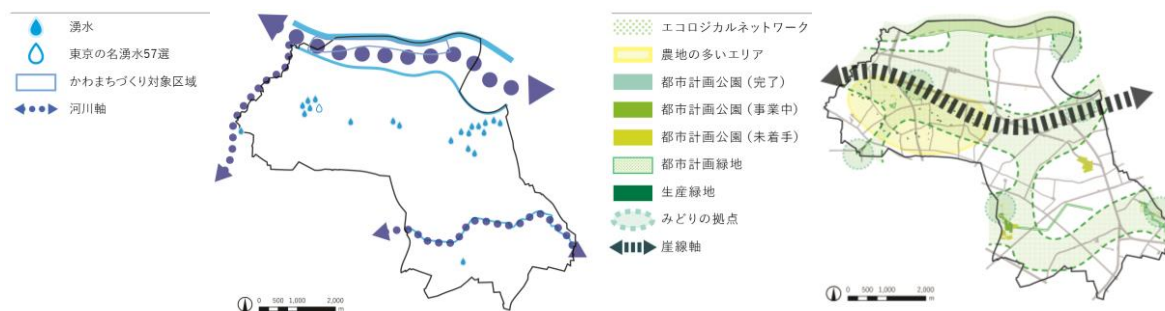 湧水
東京の名湧水57選
かわまちづくり対象区域
河川軸
0 500 1,000 2,000
m
エコロジカルネットワーク
農地の多いエリア
都市計画公園（完了）
都市計画公園（事業中）
都市計画公園（未着手）
都市計画緑地
生産緑地
みどりの拠点
崖線軸
0 500 1,000 2,000
m